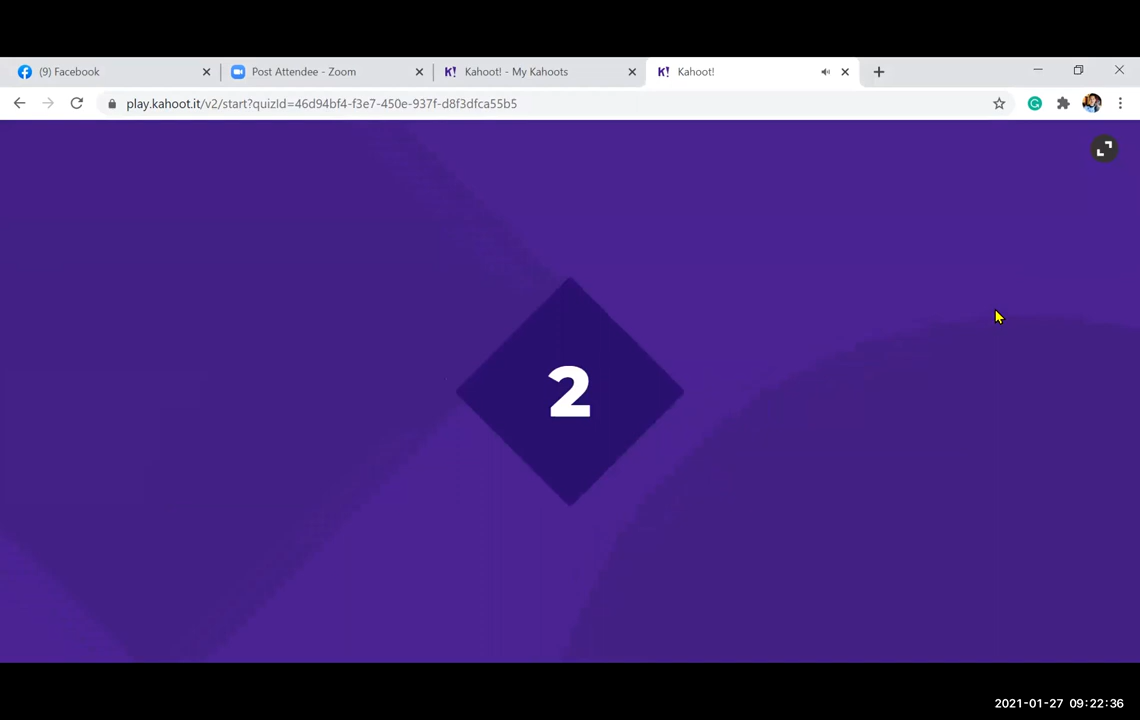 (9) Facebook
Post Attendee - Zoom
K! Kahoot! - My Kahoots
K! Kahoot!
play.kahoot.it/v2/start?quizId=46d94bf4-f3e7-450e-937f-d8f3dfca55b5
2
2021-01-27 09:22:36